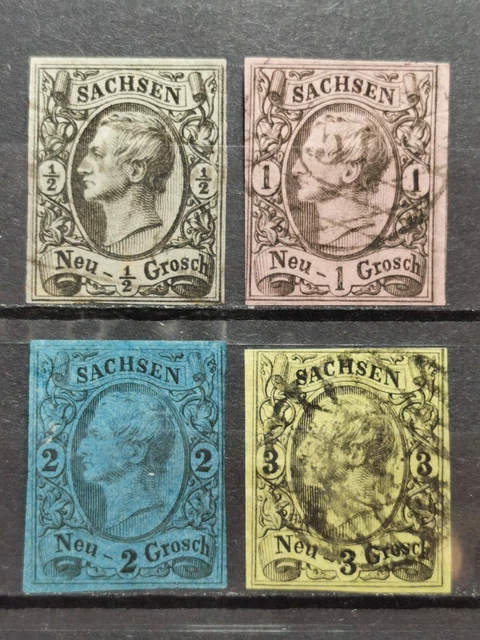 SACHSEN
½ ½
Neu - ½ Grosch
SACHSEN
1 1
Neu - 1 Grosch
SACHSEN
2 2
Neu - 2 Grosch
SACHSEN
3 3
Neu - 3 Grosch